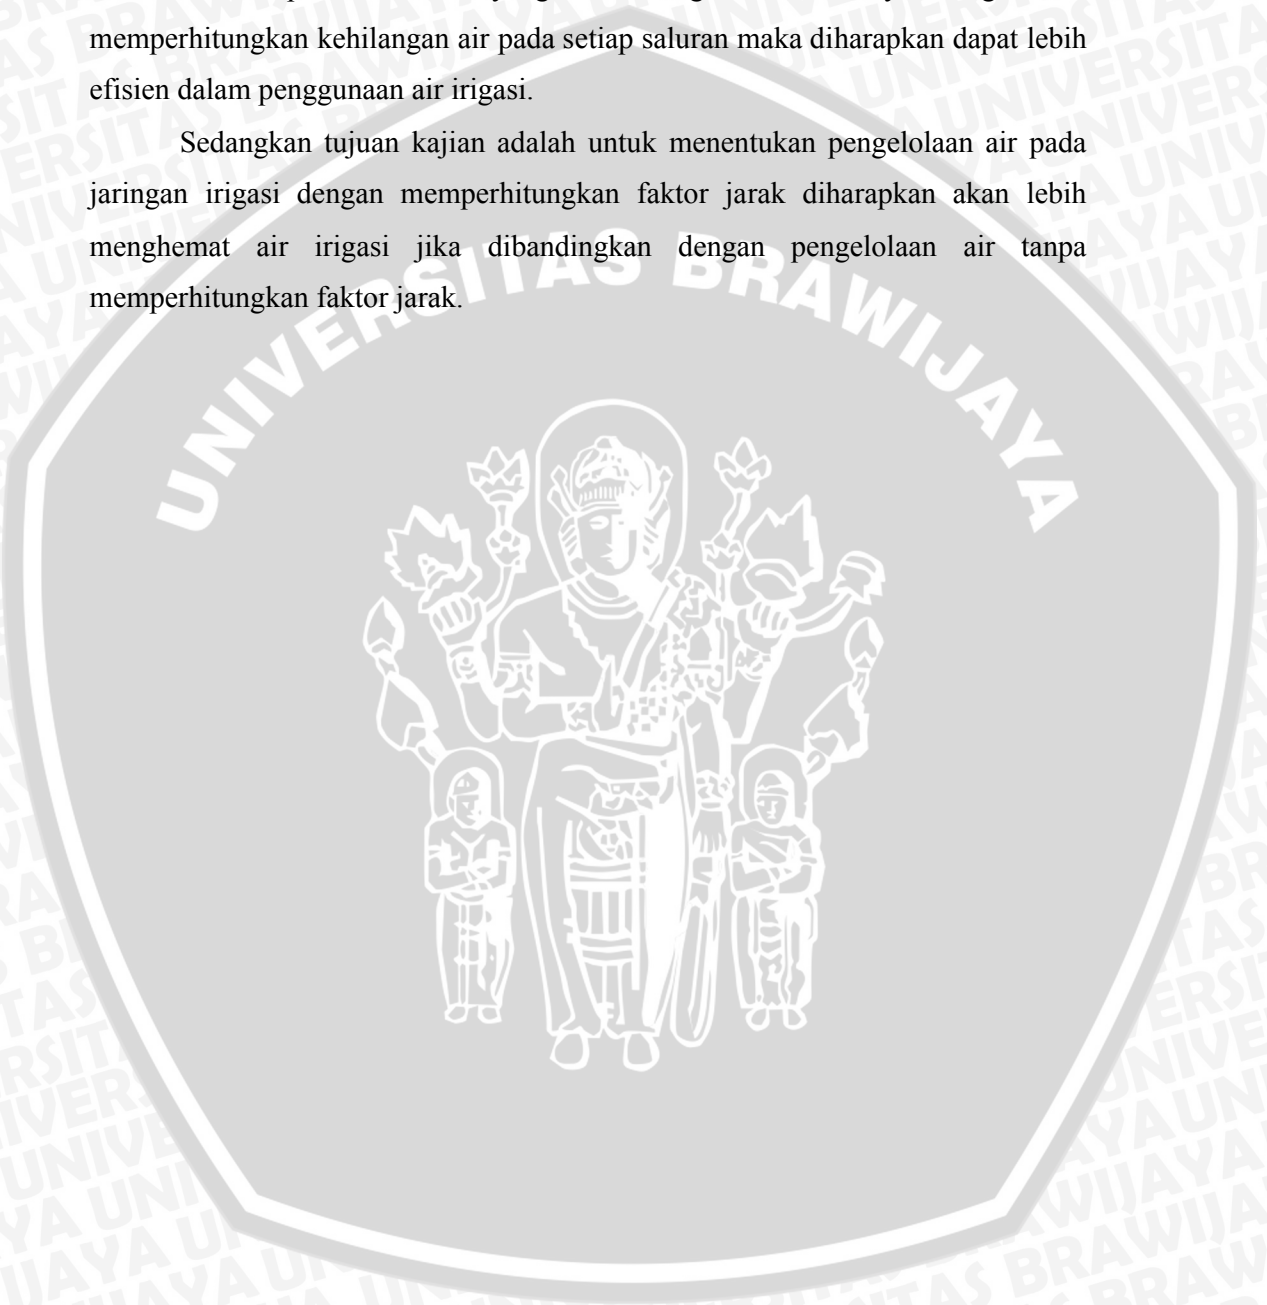 memperhitungkan kehilangan air pada setiap saluran maka diharapkan dapat lebih
efisien dalam penggunaan air irigasi.
Sedangkan tujuan kajian adalah untuk menentukan pengelolaan air pada
jaringan irigasi dengan memperhitungkan faktor jarak diharapkan akan lebih
menghemat air irigasi jika dibandingkan dengan pengelolaan air tanpa
memperhitungkan faktor jarak.
UNIVERSITAS BRAWIJAYA